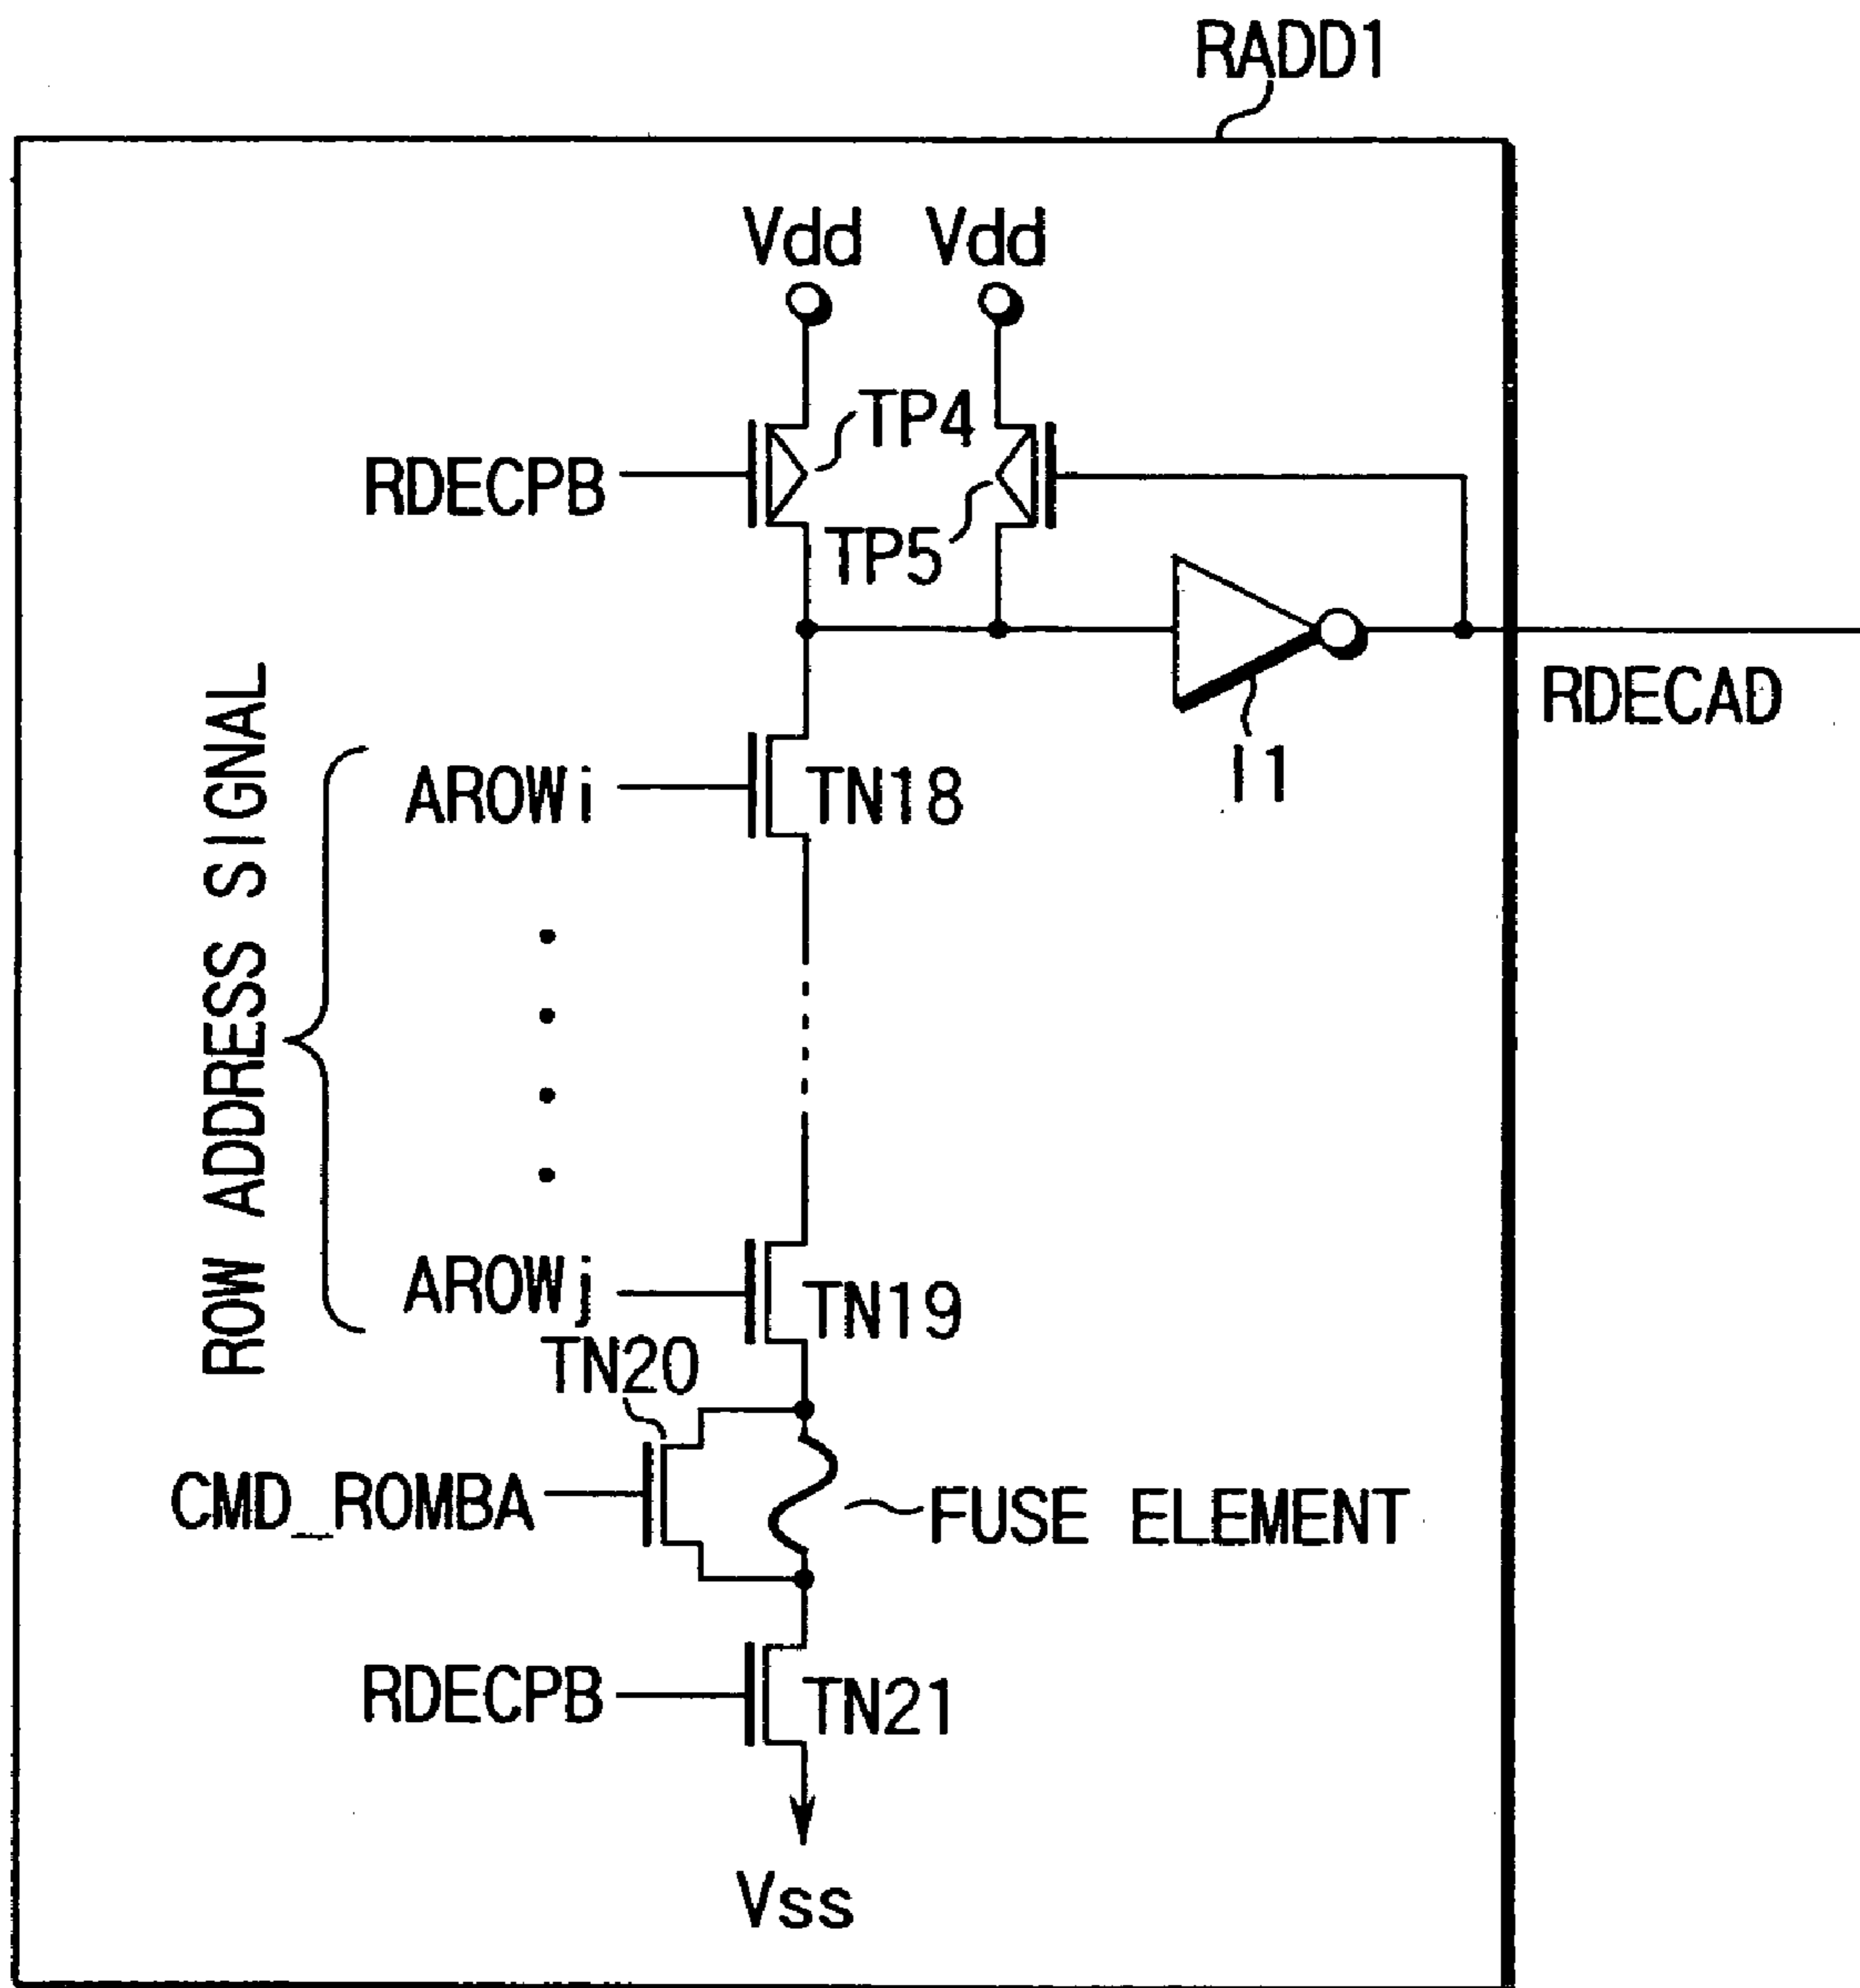 RADD1
Vdd Vdd
TP4
RDECPB
TP5
RDECAD
I1
ROW ADDRESS SIGNAL
AROWi
TN18
AROWj
TN19
TN20
CMD_ROMBA
FUSE ELEMENT
RDECPB
TN21
Vss